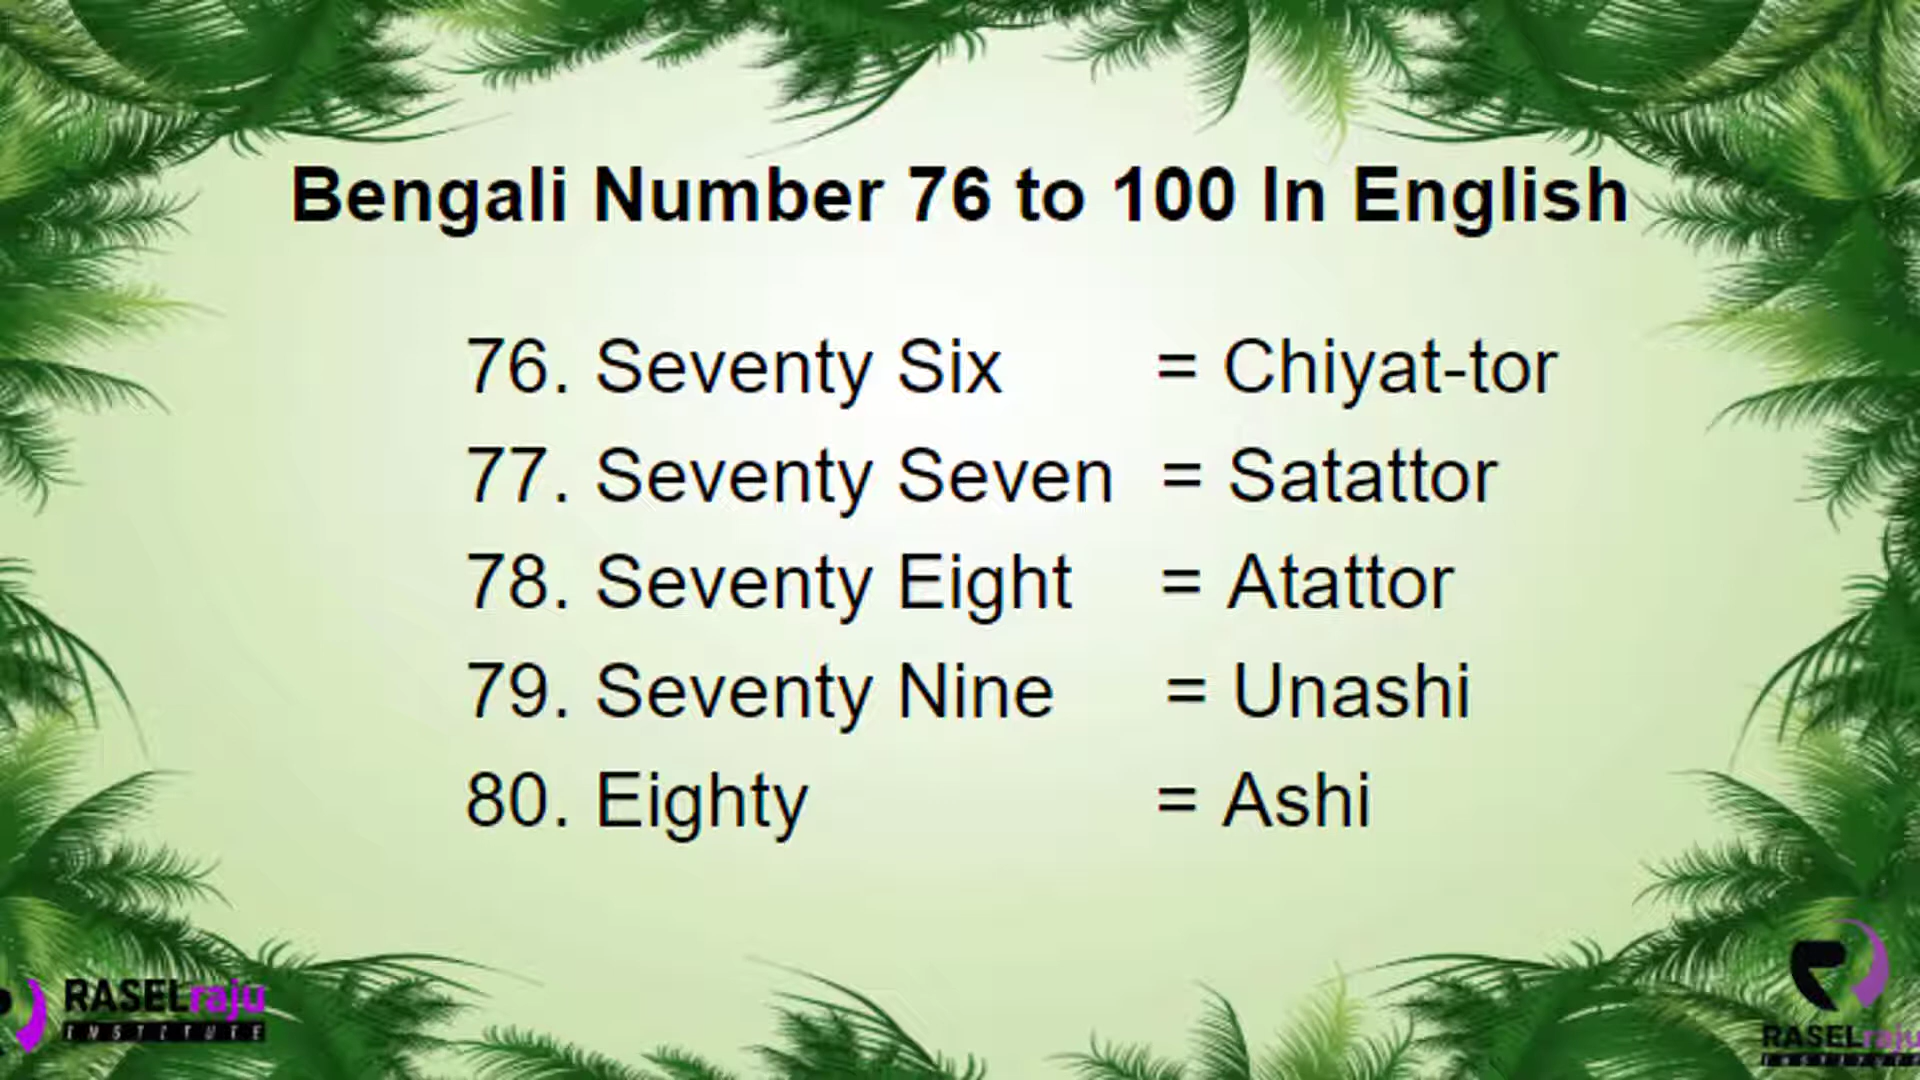 Bengali Number 76 to 100 In English
76. Seventy Six = Chiyat-tor
77. Seventy Seven = Satattor
78. Seventy Eight = Atattor
79. Seventy Nine = Unashi
80. Eighty = Ashi
RASELraju
INSTITUTE
RASELraju
INSTITUTE